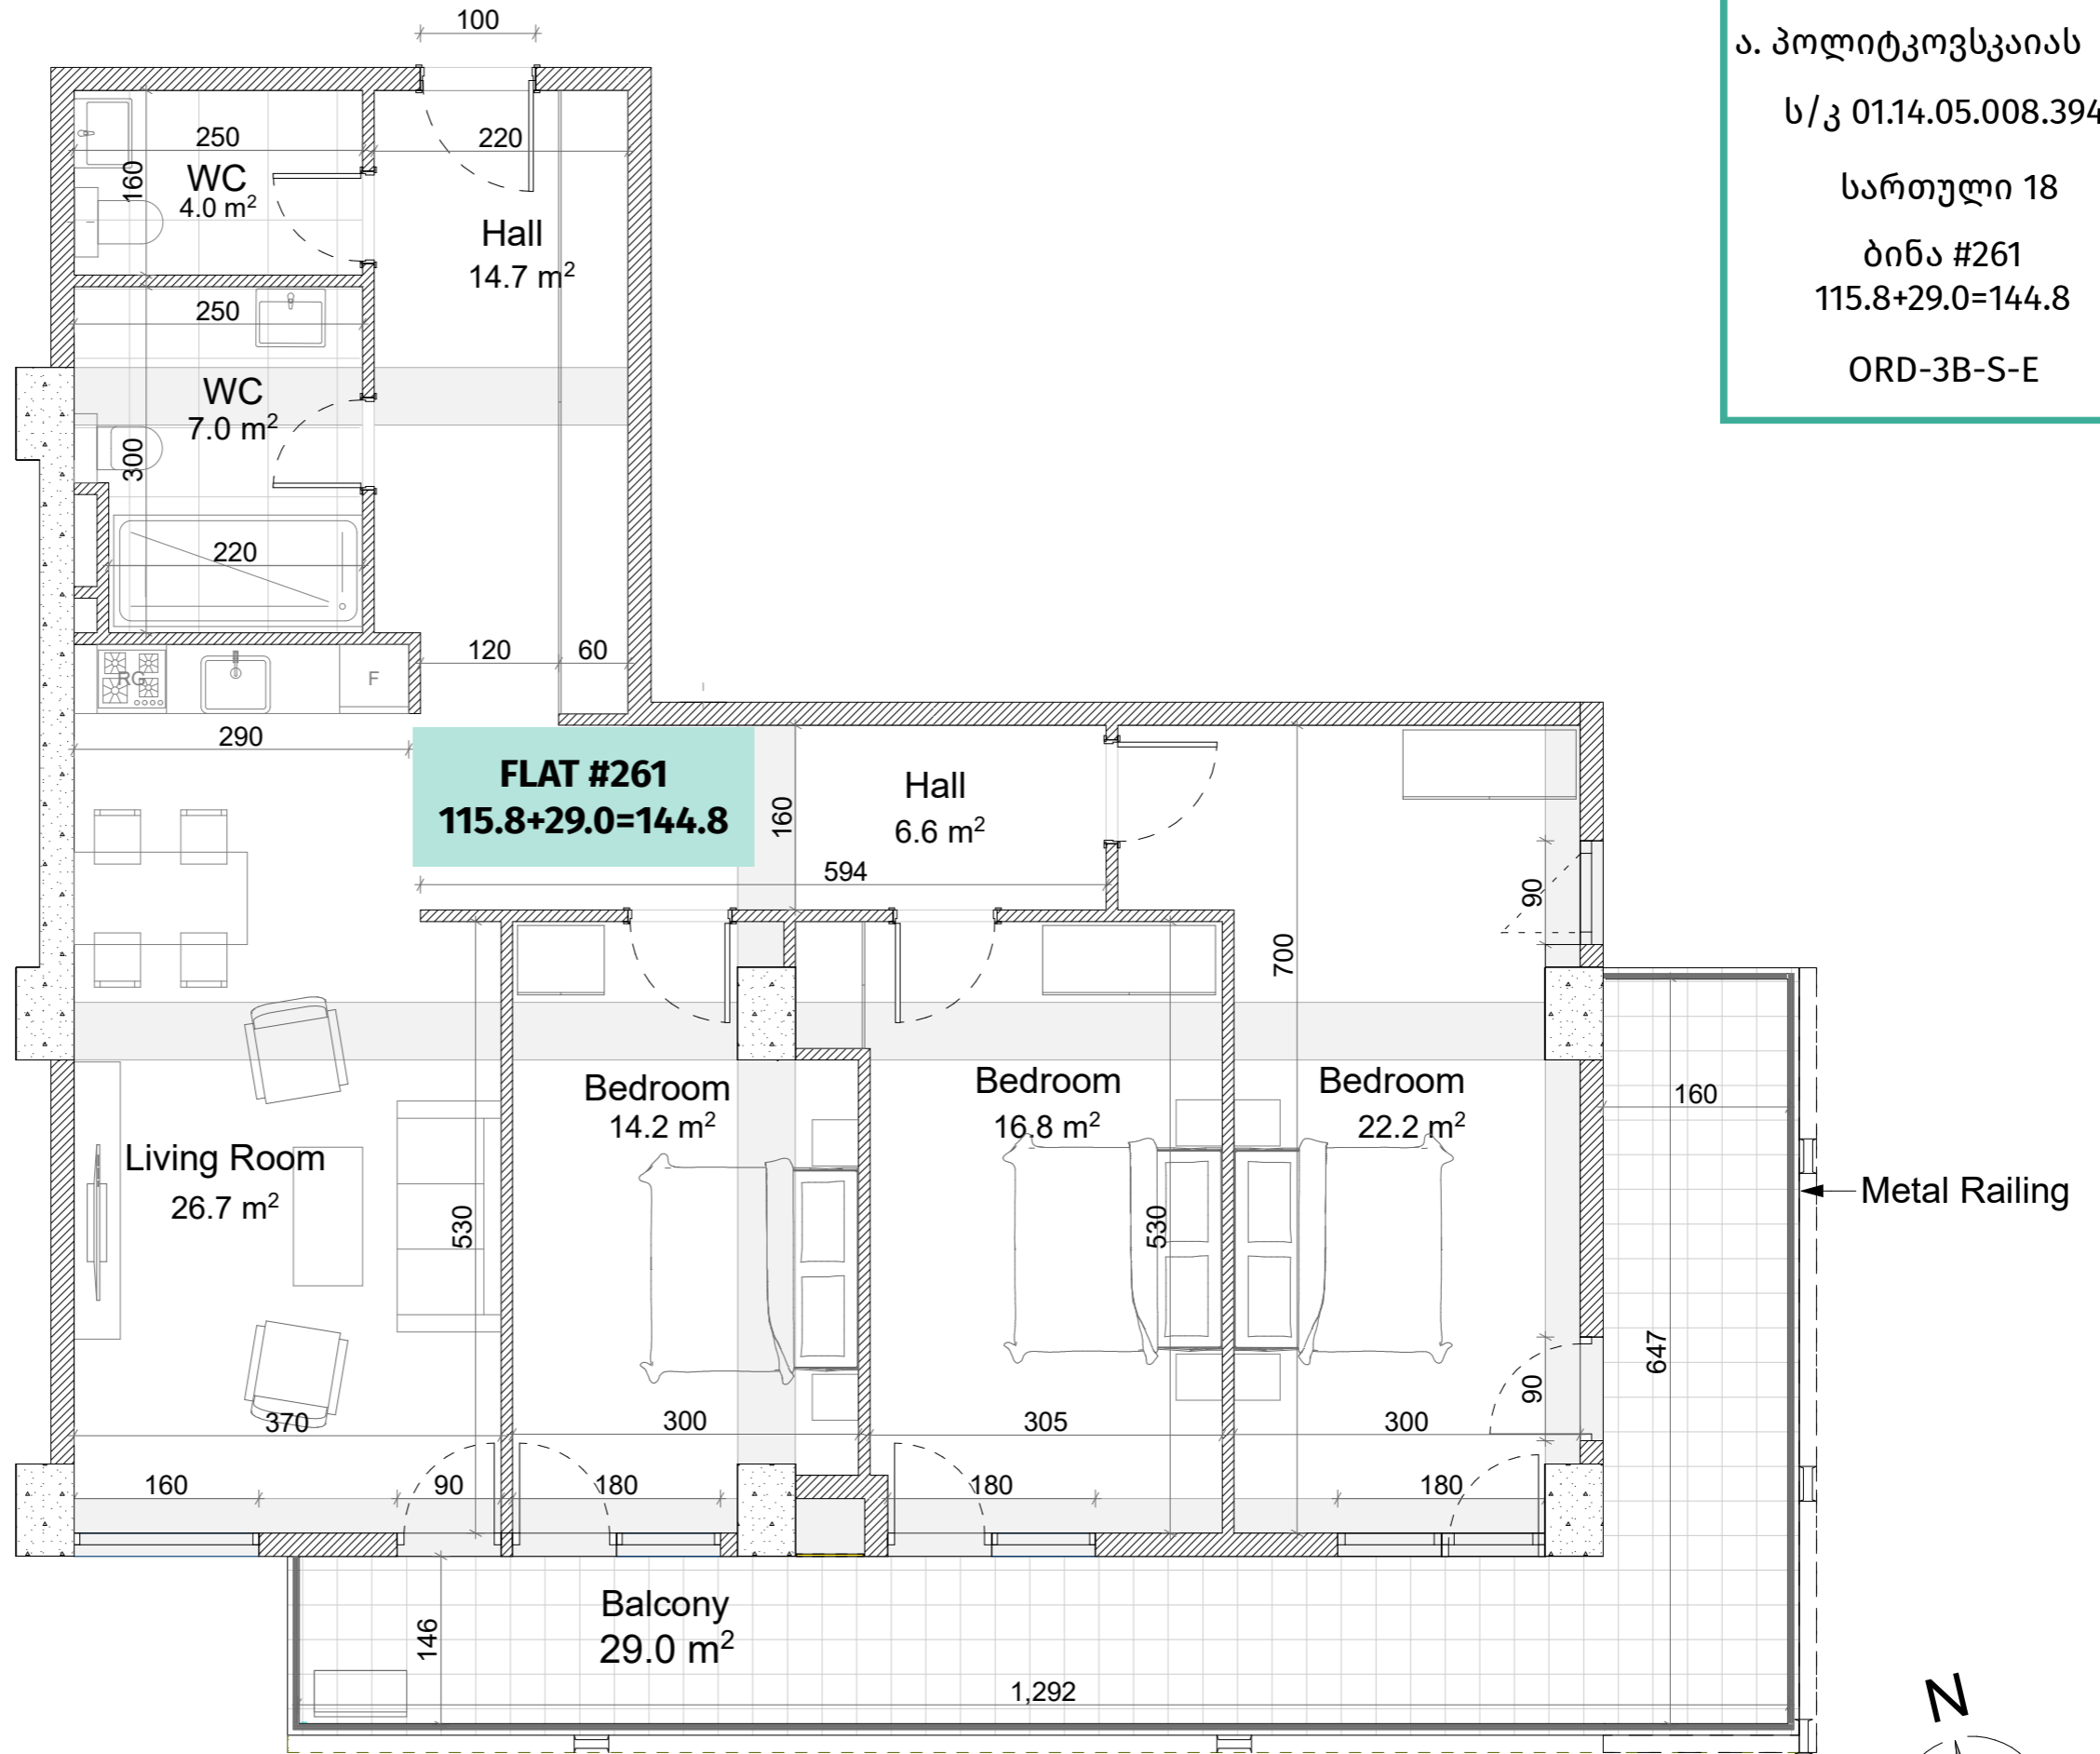 100
ა. პოლიტკოვსკაიას
ს/კ 01.14.05.008.394
სართული 18
ბინა #261
115.8+29.0=144.8
ORD-3B-S-E
250
220
160
WC
4.0 m²
Hall
14.7 m²
250
WC
7.0 m²
300
220
120
60
RG
F
290
FLAT #261
115.8+29.0=144.8
160
Hall
6.6 m²
594
90
700
Bedroom
14.2 m²
Bedroom
16.8 m²
Bedroom
22.2 m²
160
Living Room
26.7 m²
530
530
Metal Railing
647
90
370
300
305
300
160
90
180
180
180
Balcony
29.0 m²
146
1,292
N